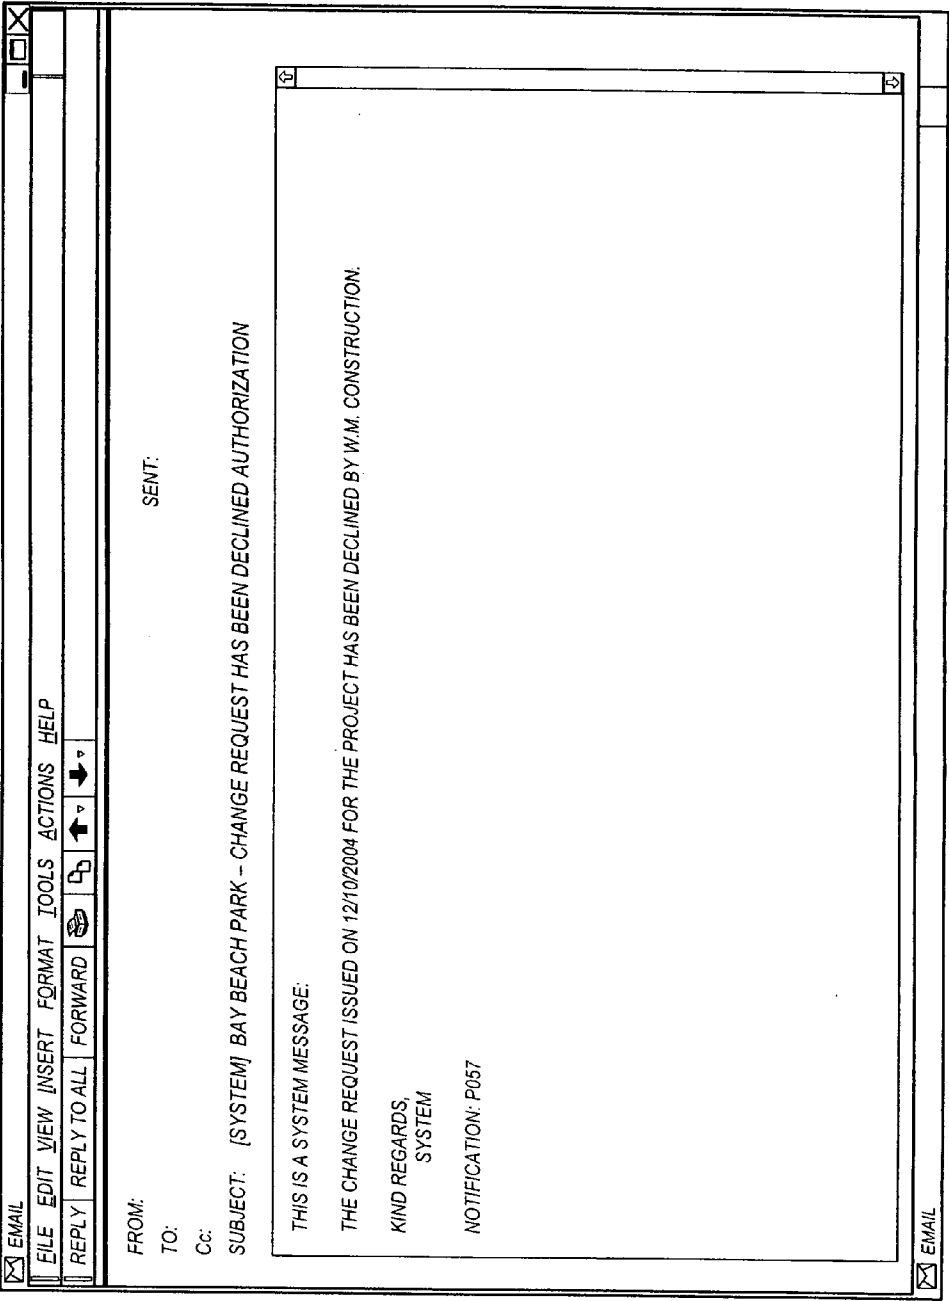 EMAIL
FILE EDIT VIEW INSERT FORMAT TOOLS ACTIONS HELP
REPLY REPLY TO ALL FORWARD
FROM:
SENT:
TO:
Cc:
SUBJECT: [SYSTEM] BAY BEACH PARK – CHANGE REQUEST HAS BEEN DECLINED AUTHORIZATION
THIS IS A SYSTEM MESSAGE:
THE CHANGE REQUEST ISSUED ON 12/10/2004 FOR THE PROJECT HAS BEEN DECLINED BY W.M. CONSTRUCTION.
KIND REGARDS,
SYSTEM
NOTIFICATION: P057
EMAIL